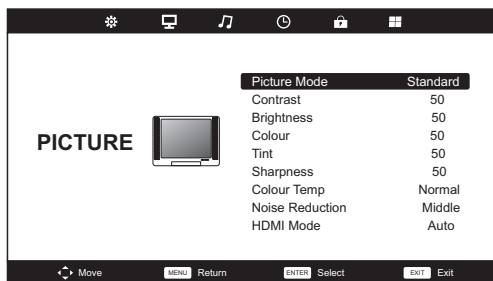 Picture Mode Standard
Contrast 50
Brightness 50
PICTURE
Colour 50
Tint 50
Sharpness 50
Colour Temp Normal
Noise Reduction Middle
HDMI Mode Auto
Move MENU Return ENTER Select EXIT Exit